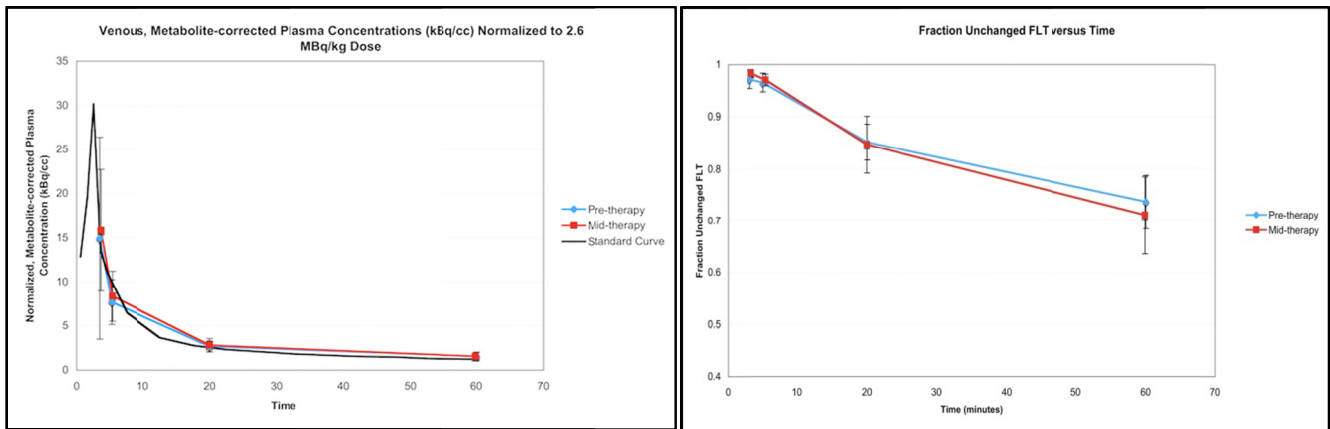 Venous, Metabolite-corrected Plasma Concentrations (kBq/cc) Normalized to 2.6
MBq/kg Dose
Normalized, Metabolite-corrected Plasma
Concentration (kBq/cc)
35
30
25
20
15
10
5
0
0 10 20 30 40 50 60 70
Time
Pre-therapy
Mid-therapy
Standard Curve
Fraction Unchanged FLT versus Time
Fraction Unchanged FLT
1
0.9
0.8
0.7
0.6
0.5
0.4
0 10 20 30 40 50 60 70
Time (minutes)
Pre-therapy
Mid-therapy